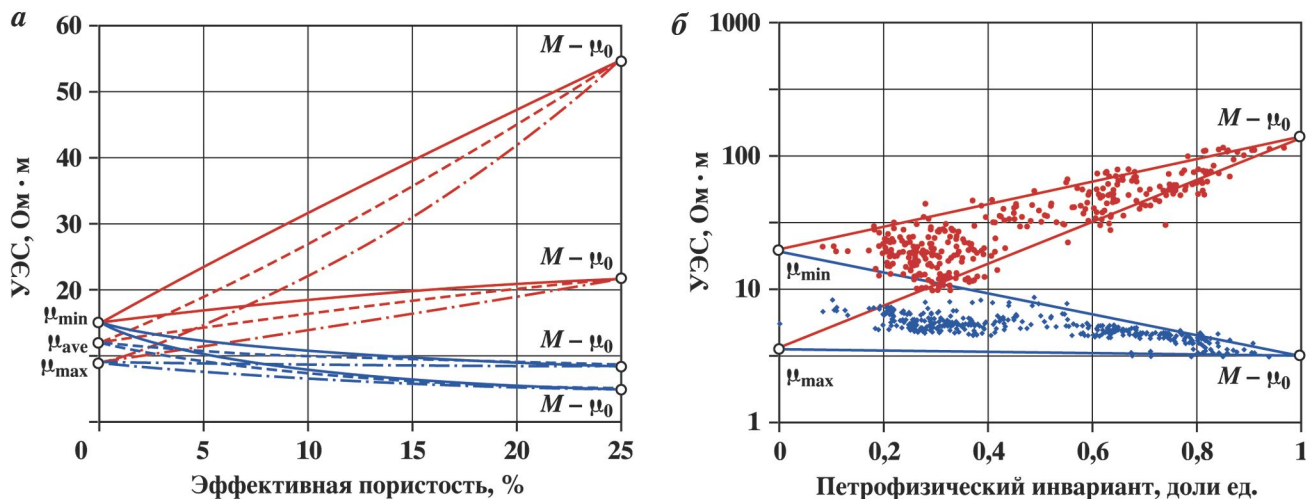 а
УЭС, Ом · м
60
50
40
30
20
10
0
M – μ₀
M – μ₀
M – μ₀
M – μ₀
μmin
μave
μmax
5
10
15
20
25
Эффективная пористость, %
б
УЭС, Ом · м
1000
100
10
1
M – μ₀
μmin
μmax
M – μ₀
0
0,2
0,4
0,6
0,8
1
Петрофизический инвариант, доли ед.